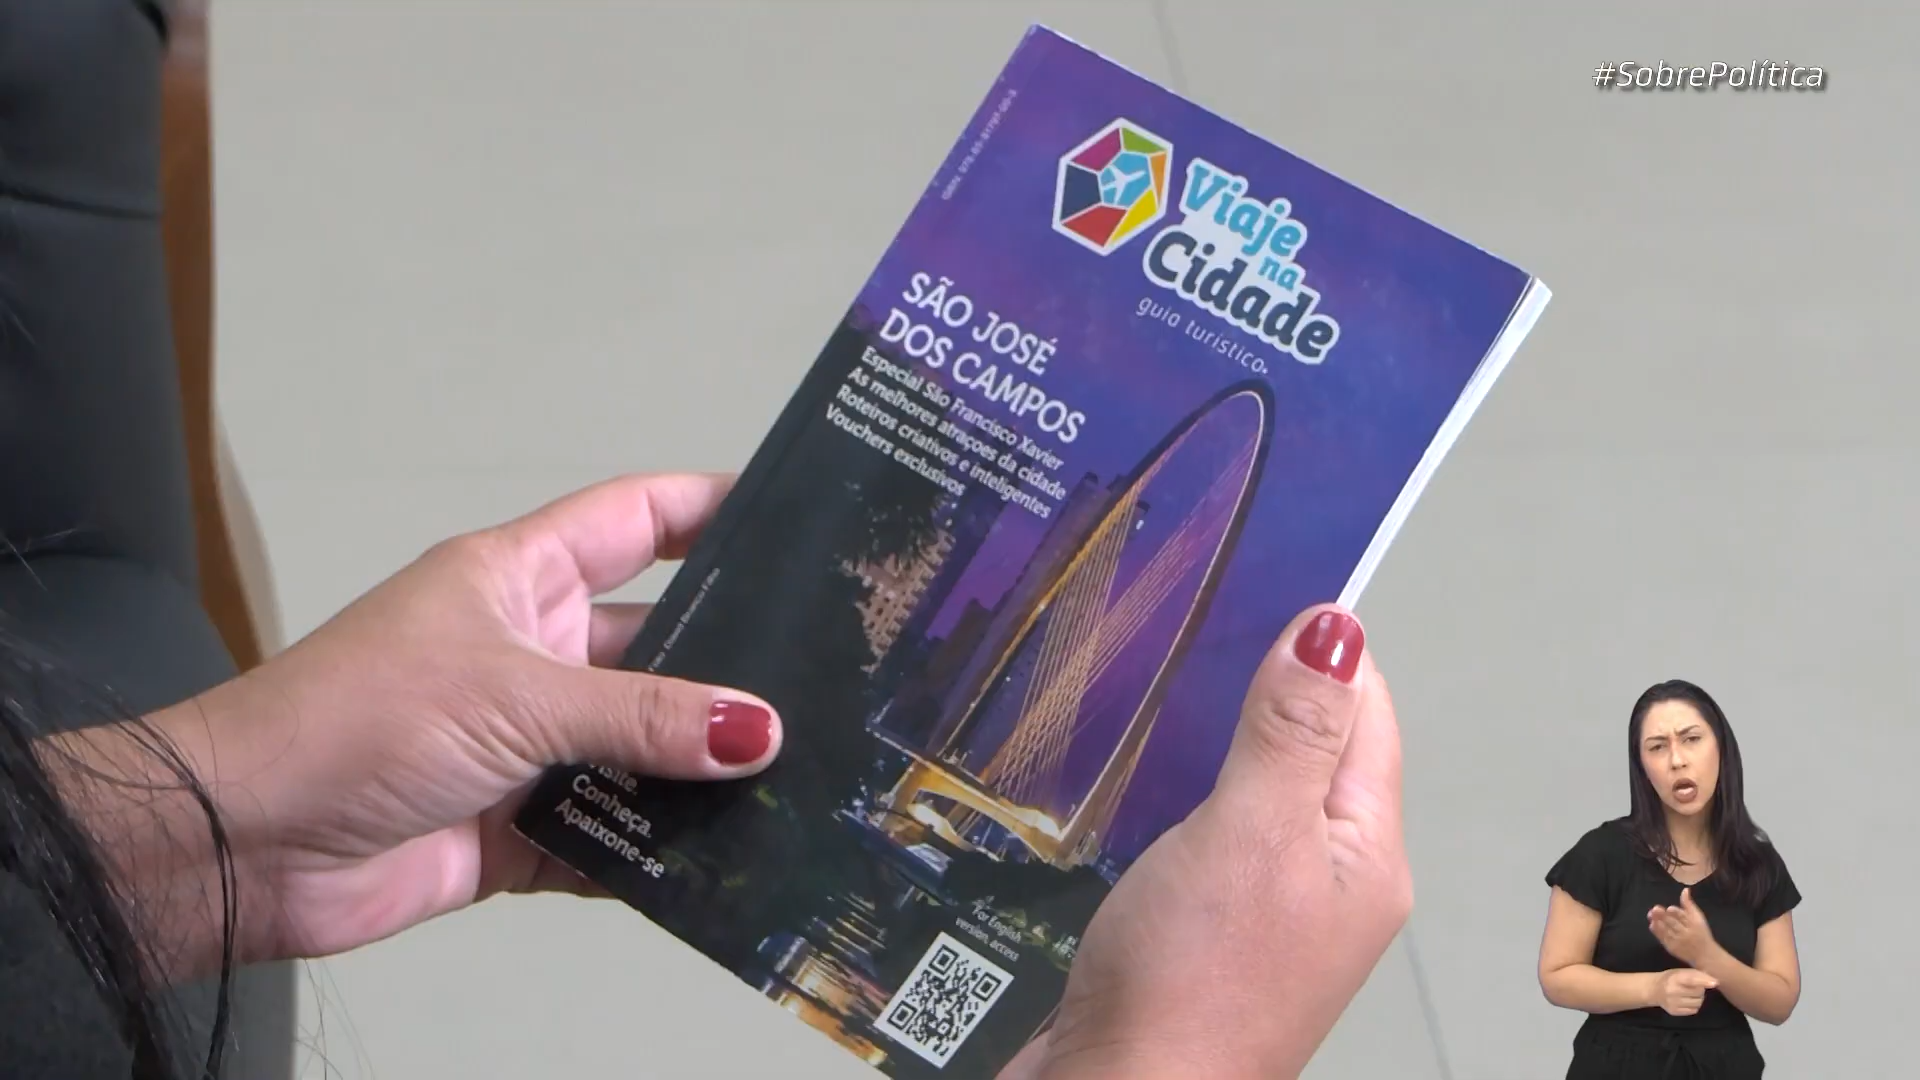 #SobrePolítica
Viaje
na
Cidade
guia turístico
SÃO JOSÉ
DOS CAMPOS
Especial São Francisco Xavier
As melhores atrações da cidade
Roteiros criativos e inteligentes
Vouchers exclusivos
Conheça.
Apaixone-se
For English
version, access